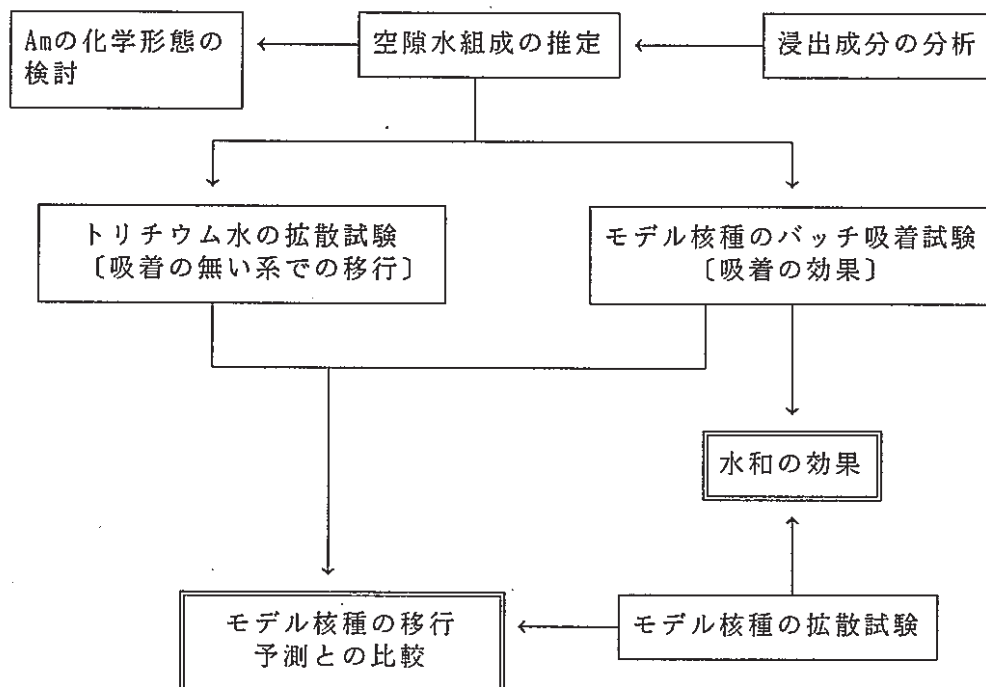 Amの化学形態の
検討
空隙水組成の推定
浸出成分の分析
トリチウム水の拡散試験
〔吸着の無い系での移行〕
モデル核種のバッチ吸着試験
〔吸着の効果〕
水和の効果
モデル核種の移行
予測との比較
モデル核種の拡散試験